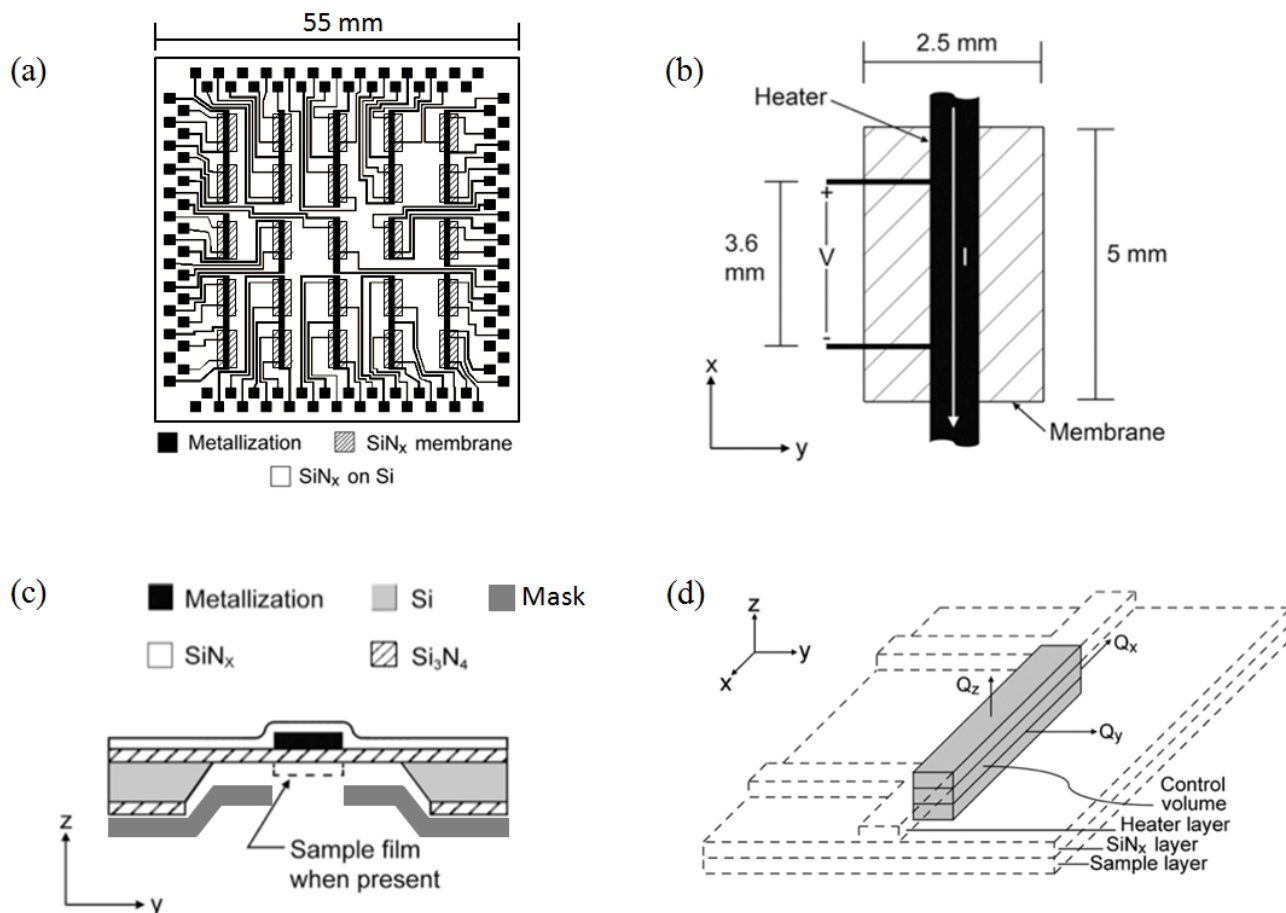 (a)
55 mm
Metallization
SiNx membrane
SiNx on Si
(b)
2.5 mm
Heater
+
V
-
3.6
mm
I
5 mm
x
y
Membrane
(c)
Metallization
Si
Mask
SiNx
Si3N4
z
y
Sample film
when present
(d)
z
y
x
Qx
Qz
Qy
Control
volume
Heater layer
SiNx layer
Sample layer